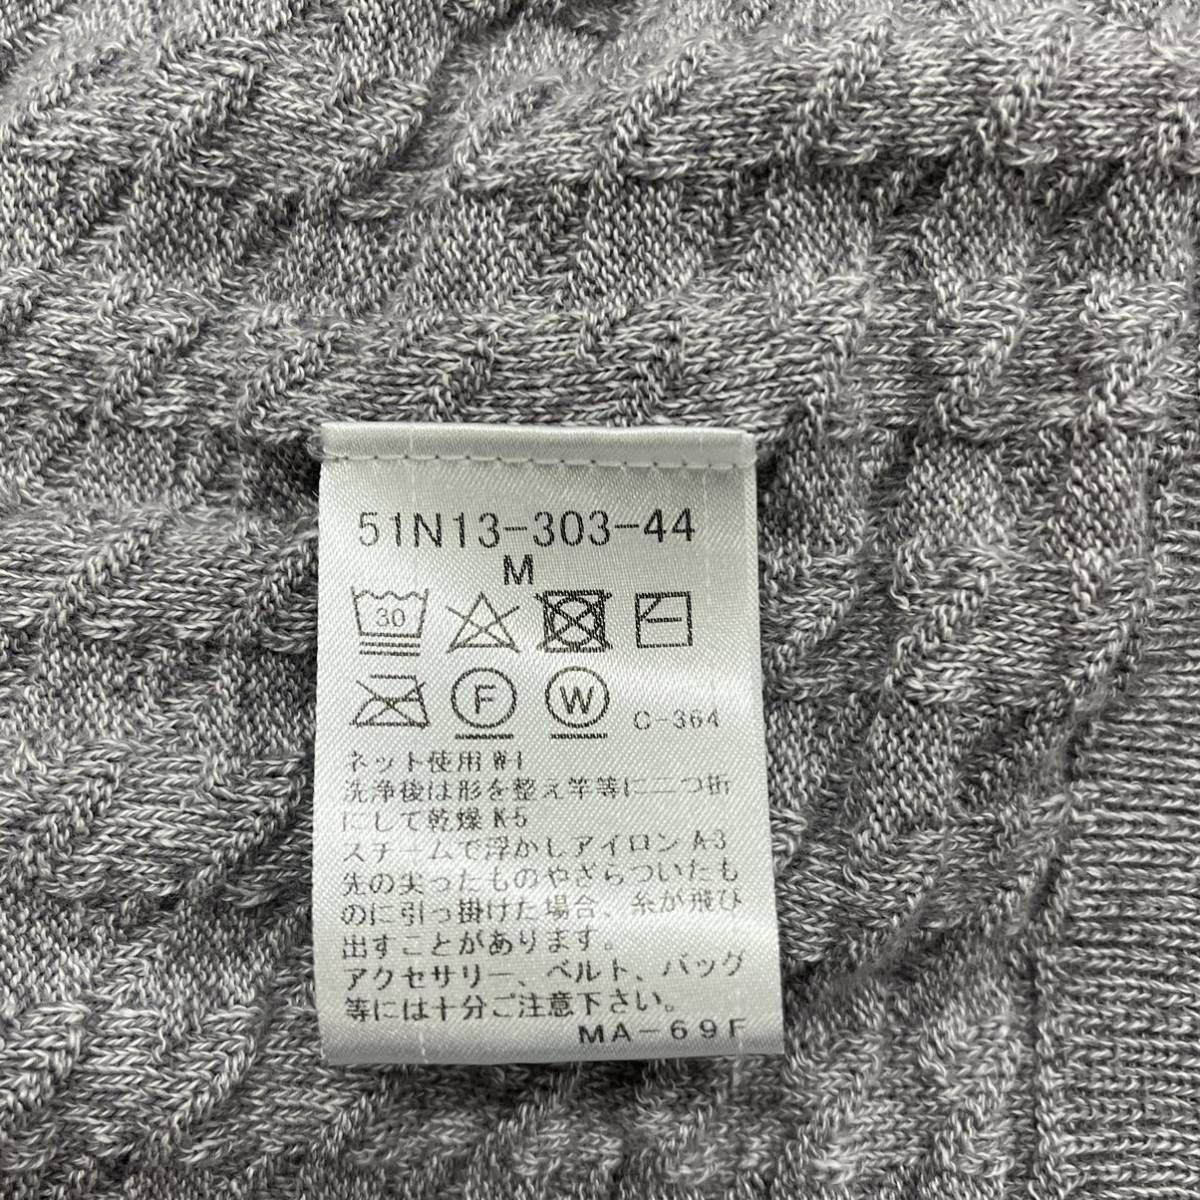 51N13-303-44
M
30
F W C-364
ネット使用 W-1
洗浄後は形を整え竿等に二つ折
にして乾燥 K-5
スチームで浮かしアイロン A-3
先の尖ったものやざらついたも
のに引っ掛けた場合、糸が飛び
出すことがあります。
アクセサリー、ベルト、バッグ
等には十分ご注意下さい。
MA-69F